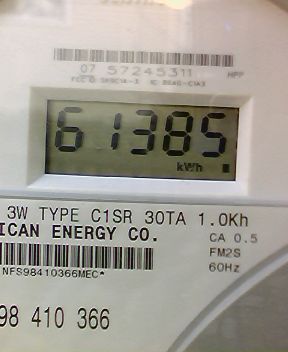 07 57245311 HPP
61385
kWh
3W TYPE C1SR 30TA 1.0Kh
ICAN ENERGY CO.
CA 0.5
FM2S
60Hz
NFS98410366MEC*
98 410 366